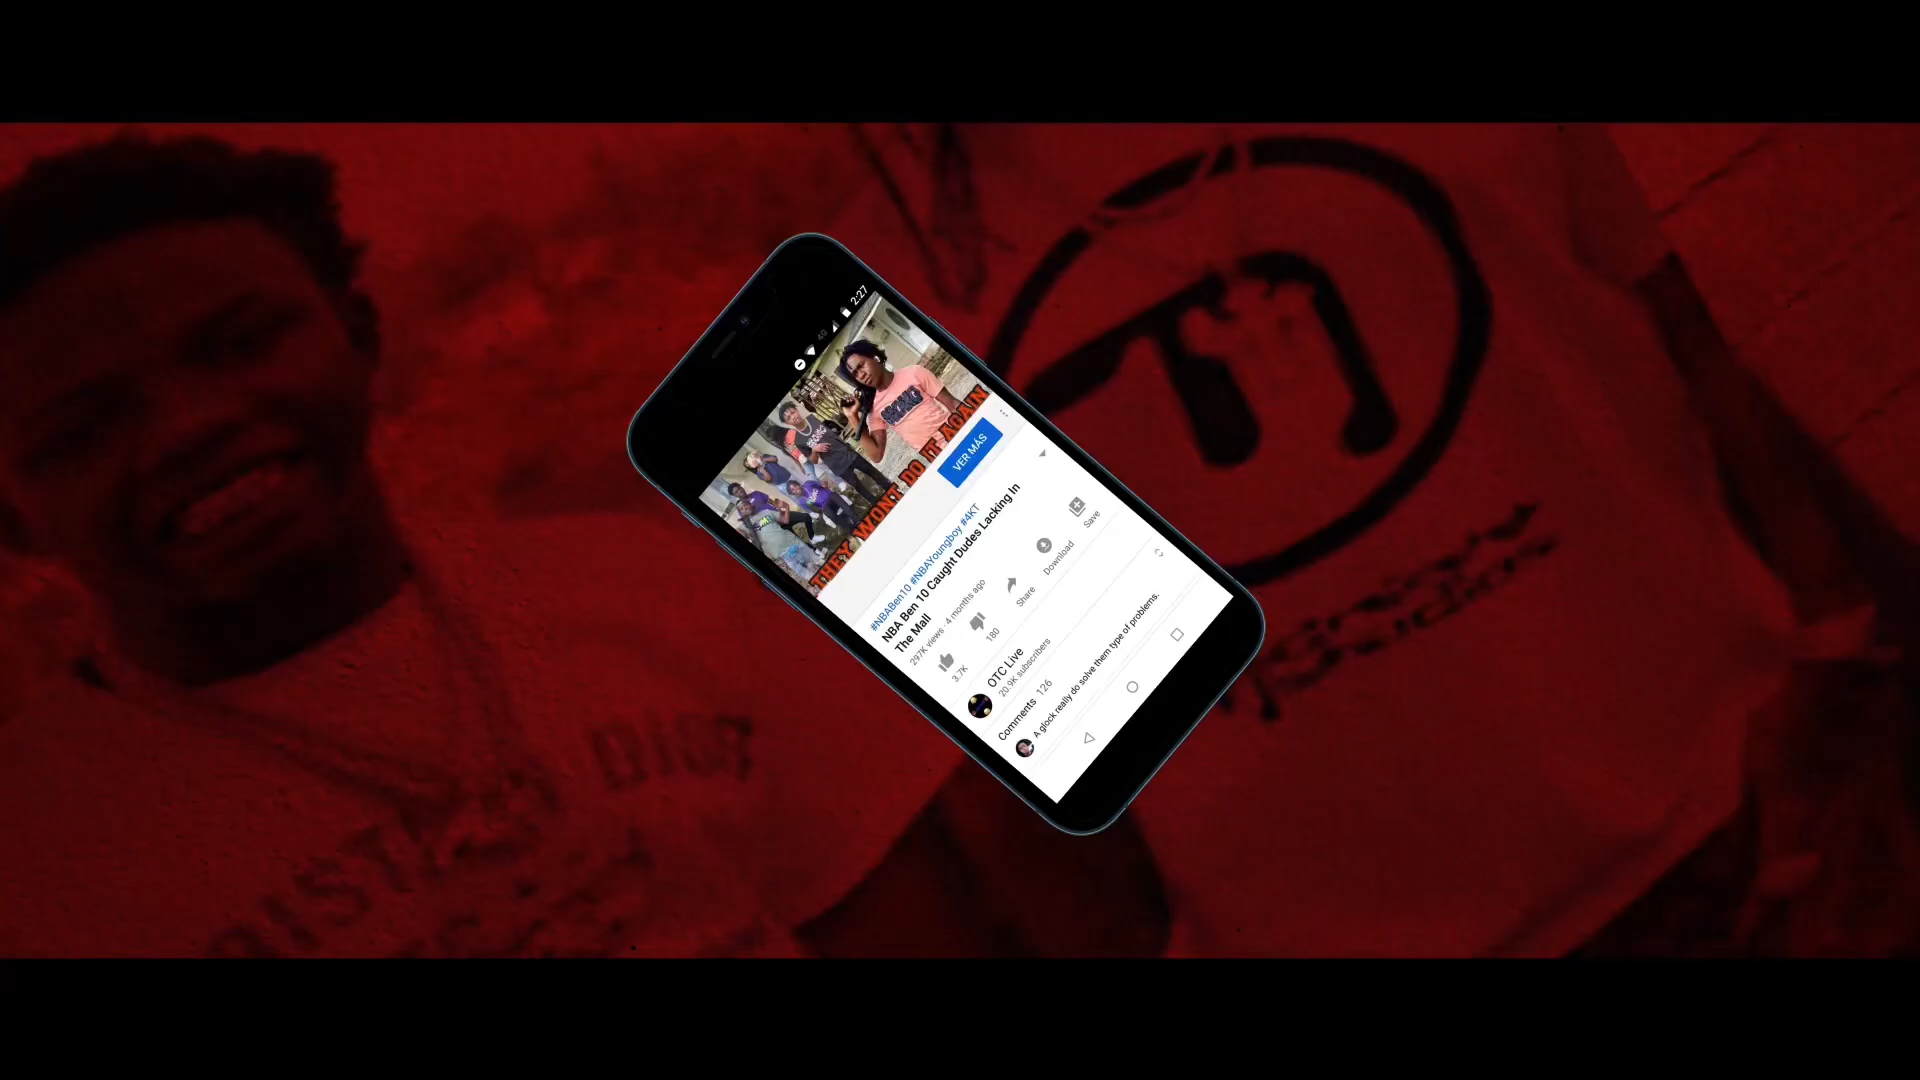 2:27
4G
THEY WONT DO IT AGAIN
VER MÁS
#NBABen10 #NBAYoungboy #4KT
NBA Ben 10 Caught Dudes Lacking In
The Mall
297K views · 4 months ago
3.7K
180
Share
Download
Save
OTC Live
20.9K subscribers
Comments 126
A glock really do solve them type of problems.